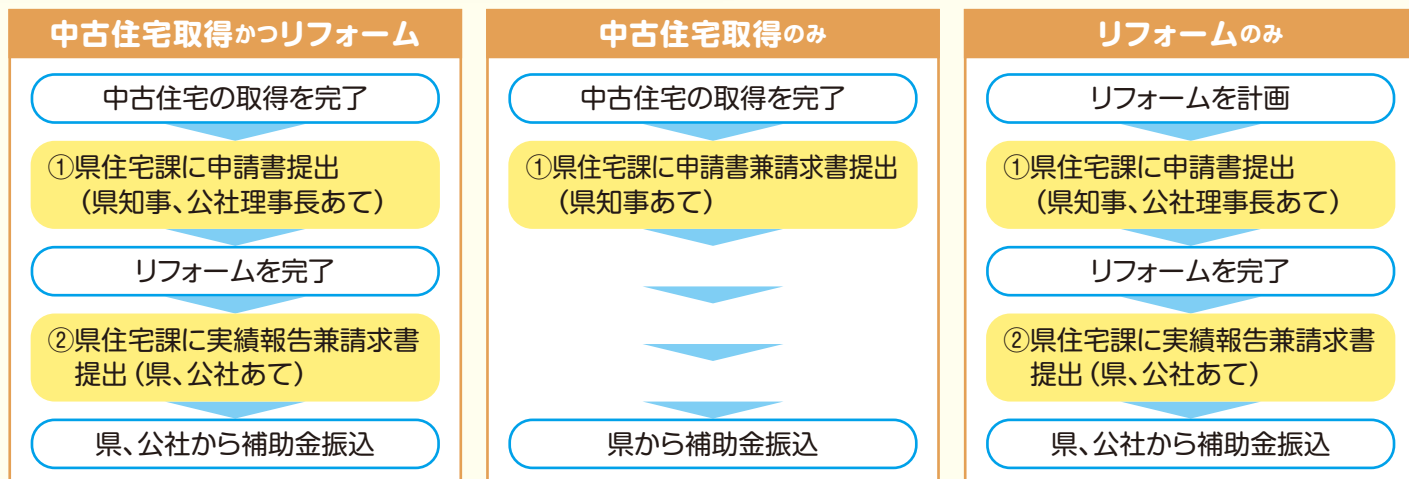 中古住宅取得かつリフォーム
中古住宅の取得を完了
①県住宅課に申請書提出
（県知事、公社理事長あて）
リフォームを完了
②県住宅課に実績報告兼請求書
提出（県、公社あて）
県、公社から補助金振込
中古住宅取得のみ
中古住宅の取得を完了
①県住宅課に申請書兼請求書提出
（県知事あて）
県から補助金振込
リフォームのみ
リフォームを計画
①県住宅課に申請書提出
（県知事、公社理事長あて）
リフォームを完了
②県住宅課に実績報告兼請求書
提出（県、公社あて）
県、公社から補助金振込